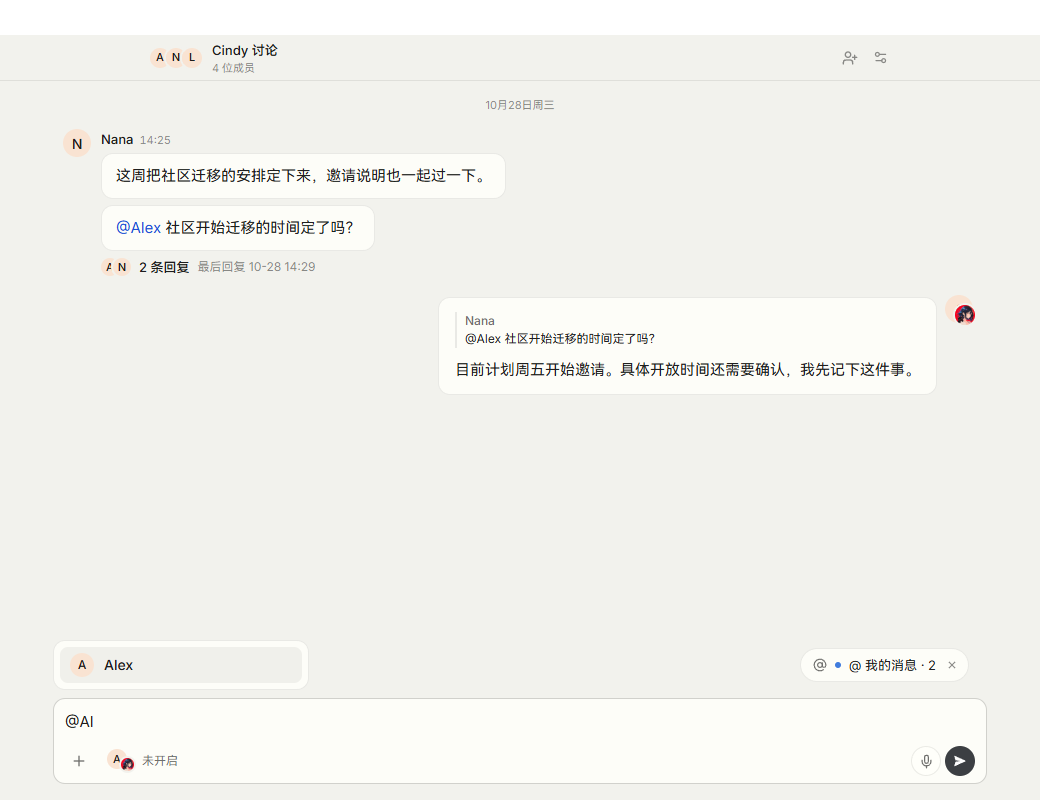 A N L
Cindy 讨论
4 位成员
10月28日周三
N
Nana 14:25
这周把社区迁移的安排定下来，邀请说明也一起过一下。
@Alex 社区开始迁移的时间定了吗？
A N 2 条回复 最后回复 10-28 14:29
Nana
@Alex 社区开始迁移的时间定了吗？
目前计划周五开始邀请。具体开放时间还需要确认，我先记下这件事。
A Alex
@ @ 我的消息 · 2 ×
@Al
A 未开启